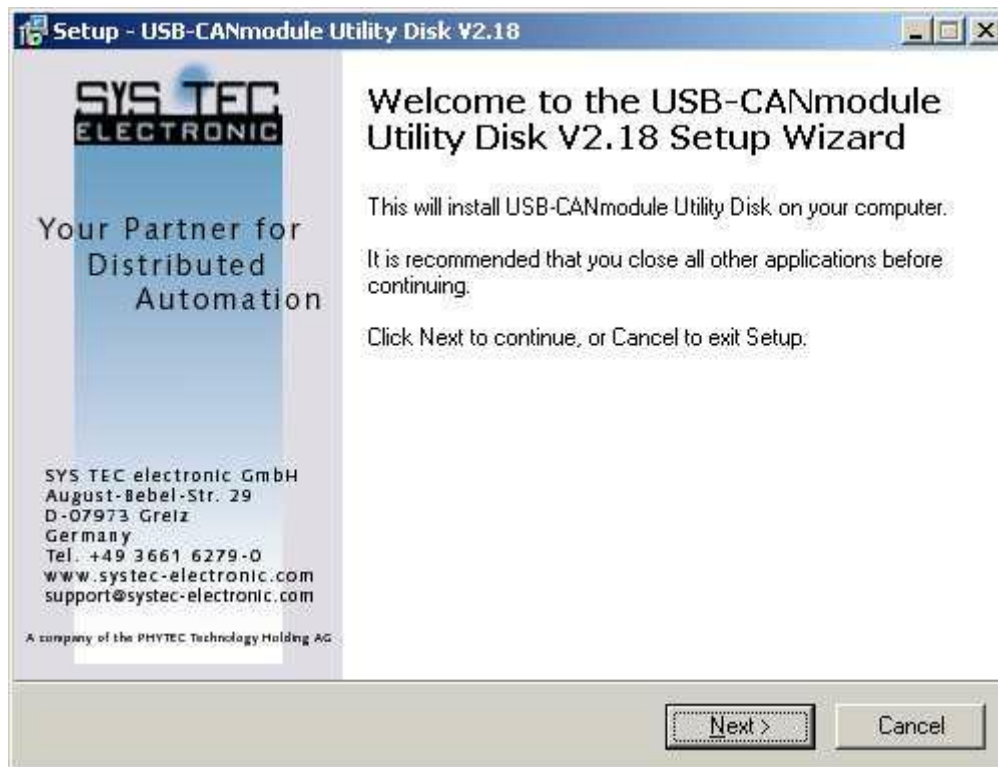 Setup - USB-CANmodule Utility Disk V2.18
SYS TEC
ELECTRONIC
Your Partner for
Distributed
Automation
SYS TEC electronic GmbH
August-Bebel-Str. 29
D-07973 Greiz
Germany
Tel. +49 3661 6279-0
www.systec-electronic.com
support@systec-electronic.com
A company of the PHYTEC Technology Holding AG
Welcome to the USB-CANmodule
Utility Disk V2.18 Setup Wizard
This will install USB-CANmodule Utility Disk on your computer.
It is recommended that you close all other applications before
continuing.
Click Next to continue, or Cancel to exit Setup.
Next >
Cancel